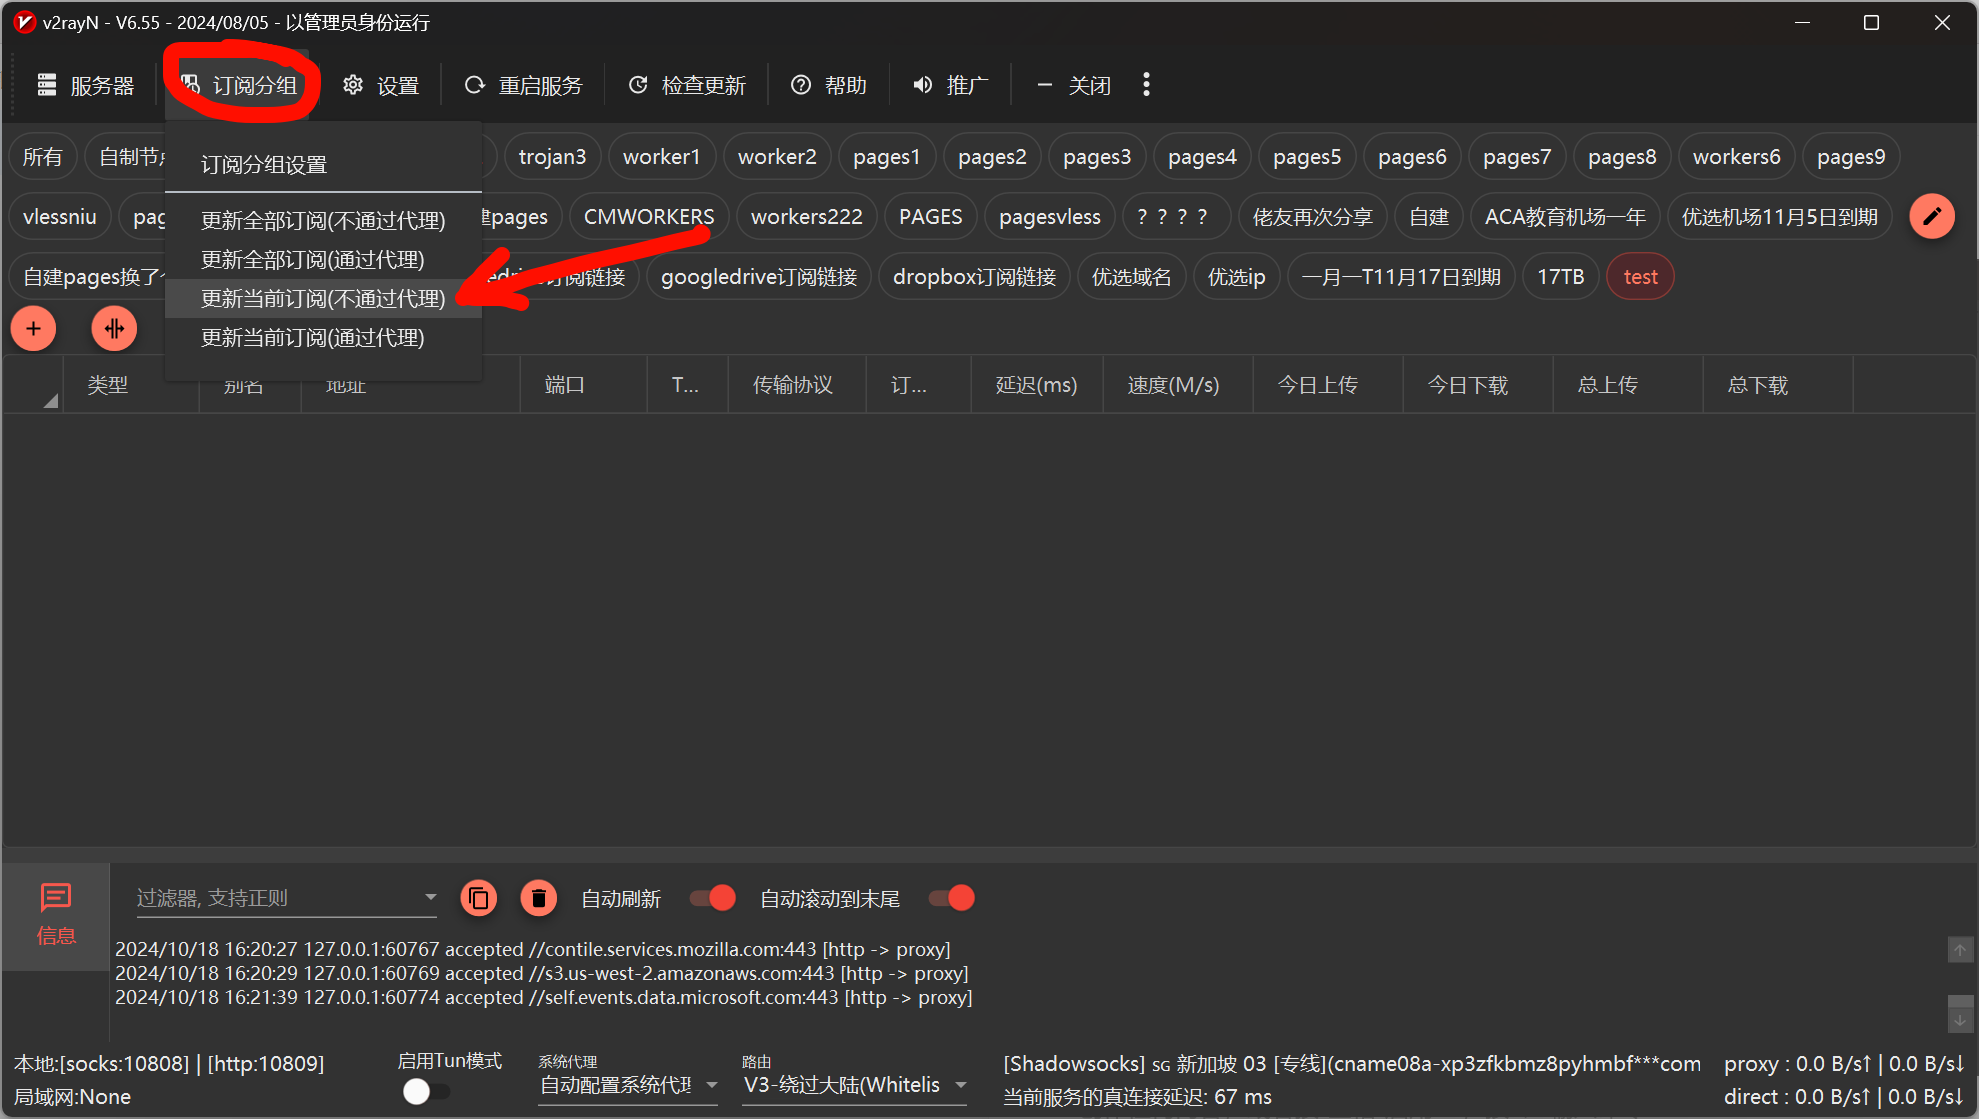 v2rayN - V6.55 - 2024/08/05 - 以管理员身份运行
服务器 订阅分组 设置 重启服务 检查更新 帮助 推广 关闭
所有 自制节 trojan3 worker1 worker2 pages1 pages2 pages3 pages4 pages5 pages6 pages7 pages8 workers6 pages9
订阅分组设置
vlessniu pag 更新全部订阅(不通过代理) pages CMWORKERS workers222 PAGES pagesvless ？？？？ 佬友再次分享 自建 ACA教育机场一年 优选机场11月5日到期
更新全部订阅(通过代理)
自建pages换了 订阅链接 googledrive订阅链接 dropbox订阅链接 优选域名 优选ip 一月一T11月17日到期 17TB test
更新当前订阅(不通过代理)
更新当前订阅(通过代理)
类型 别名 地址 端口 T... 传输协议 订... 延迟(ms) 速度(M/s) 今日上传 今日下载 总上传 总下载
信息
过滤器, 支持正则 自动刷新 自动滚动到末尾
2024/10/18 16:20:27 127.0.0.1:60767 accepted //contile.services.mozilla.com:443 [http -> proxy]
2024/10/18 16:20:29 127.0.0.1:60769 accepted //s3.us-west-2.amazonaws.com:443 [http -> proxy]
2024/10/18 16:21:39 127.0.0.1:60774 accepted //self.events.data.microsoft.com:443 [http -> proxy]
本地:[socks:10808] | [http:10809] 启用Tun模式 系统代理 路由 [Shadowsocks] SG 新加坡 03 [专线](cname08a-xp3zfkbmz8pyhmbf***com proxy : 0.0 B/s↑ | 0.0 B/s↓
局域网:None 自动配置系统代理 V3-绕过大陆(Whitelis 当前服务的真连接延迟: 67 ms direct : 0.0 B/s↑ | 0.0 B/s↓